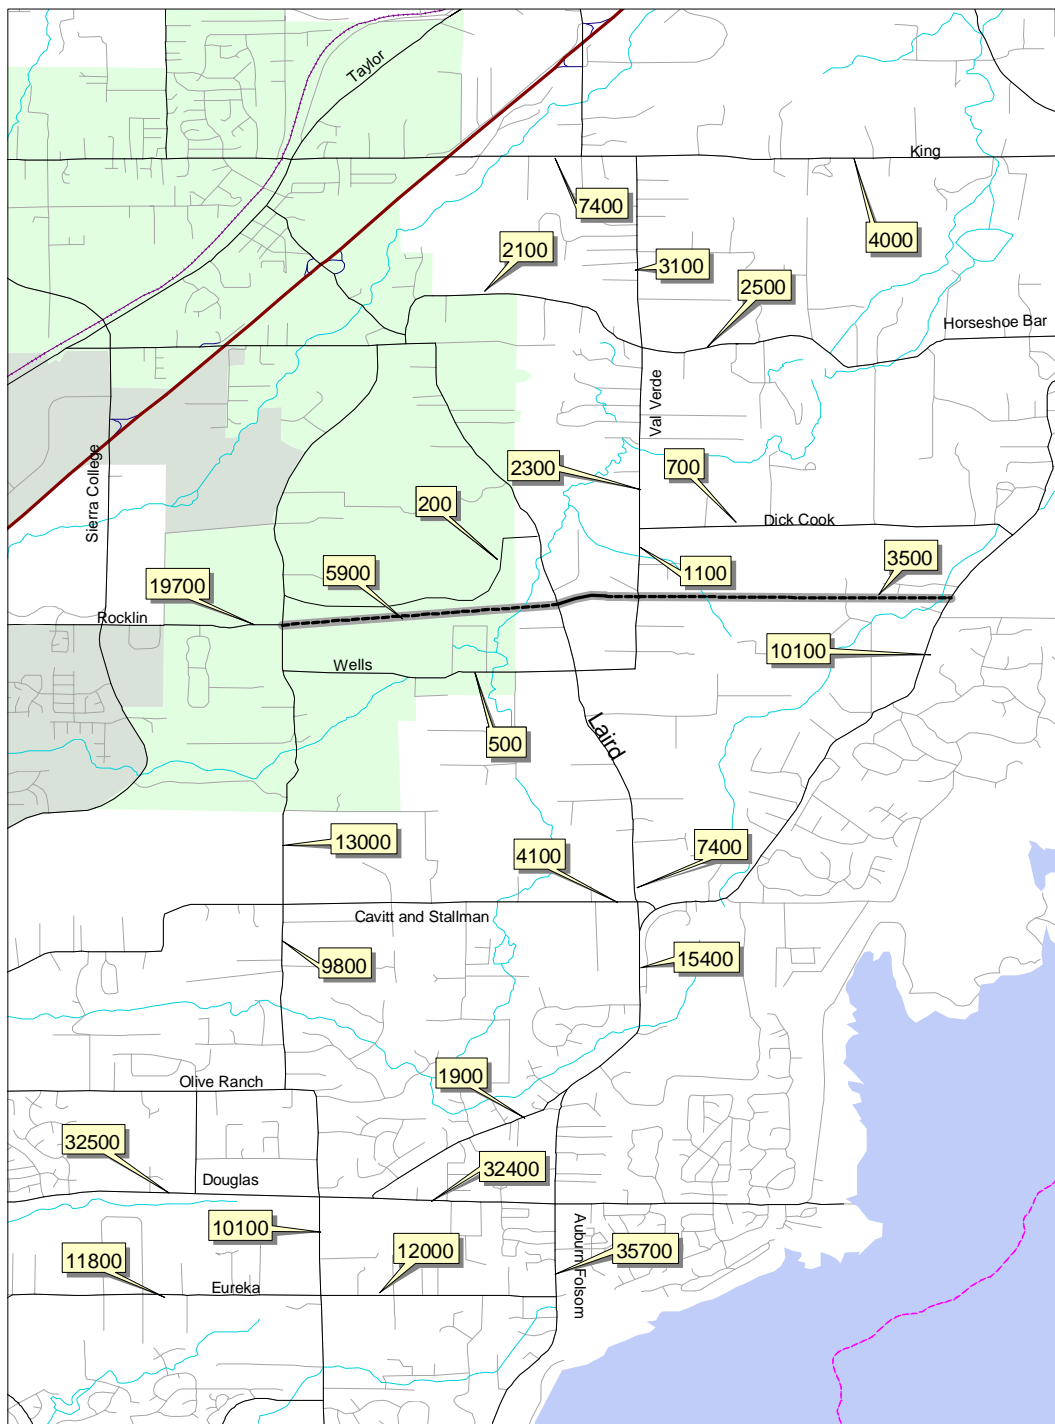 Taylor
King
7400
4000
2100
3100
2500
Horseshoe Bar
Val Verde
Sierra College
2300
700
200
Dick Cook
1100
3500
5900
19700
Rocklin
10100
Wells
Laird
500
13000
4100
7400
Cavitt and Stallman
9800
15400
1900
Olive Ranch
32500
32400
Douglas
10100
12000
Auburn Folsom
35700
11800
Eureka